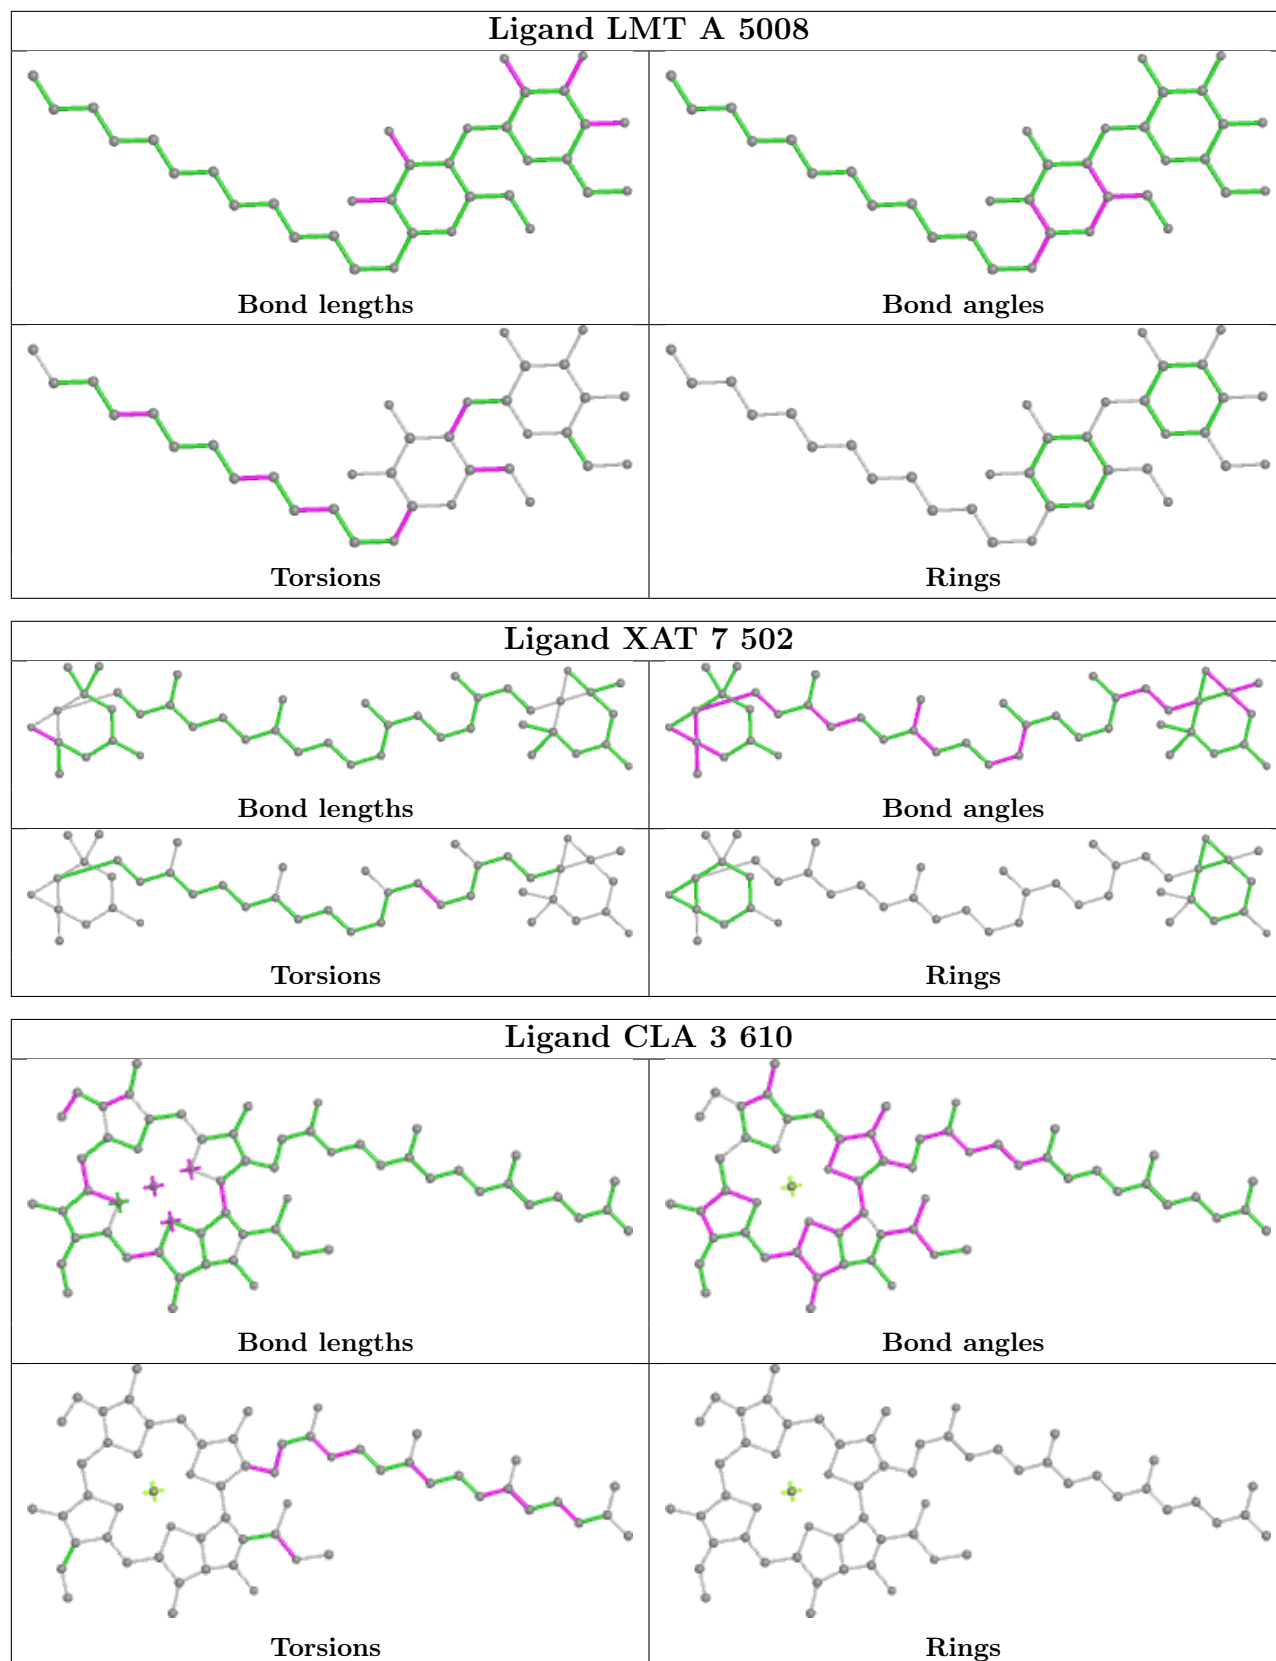 Ligand LMT A 5008
Bond lengths
Bond angles
Torsions
Rings
Ligand XAT 7 502
Bond lengths
Bond angles
Torsions
Rings
Ligand CLA 3 610
Bond lengths
Bond angles
Torsions
Rings